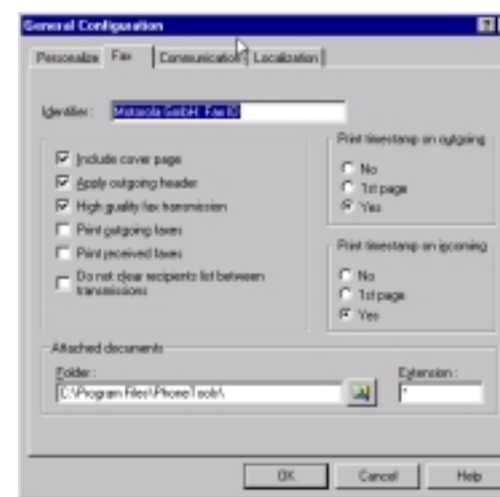 General Configuration
Personalize Fax Communication Localization
Identifier : Motorola GmbH: Fax ID
Include cover page
Apply outgoing header
High quality fax transmission
Print outgoing faxes
Print received faxes
Do not clear recipients list between
transmissions
Print timestamp on outgoing
No
1st page
Yes
Print timestamp on incoming
No
1st page
Yes
Attached documents
Folder :
C:\Program Files\PhoneTools\
Extension :
*
OK Cancel Help